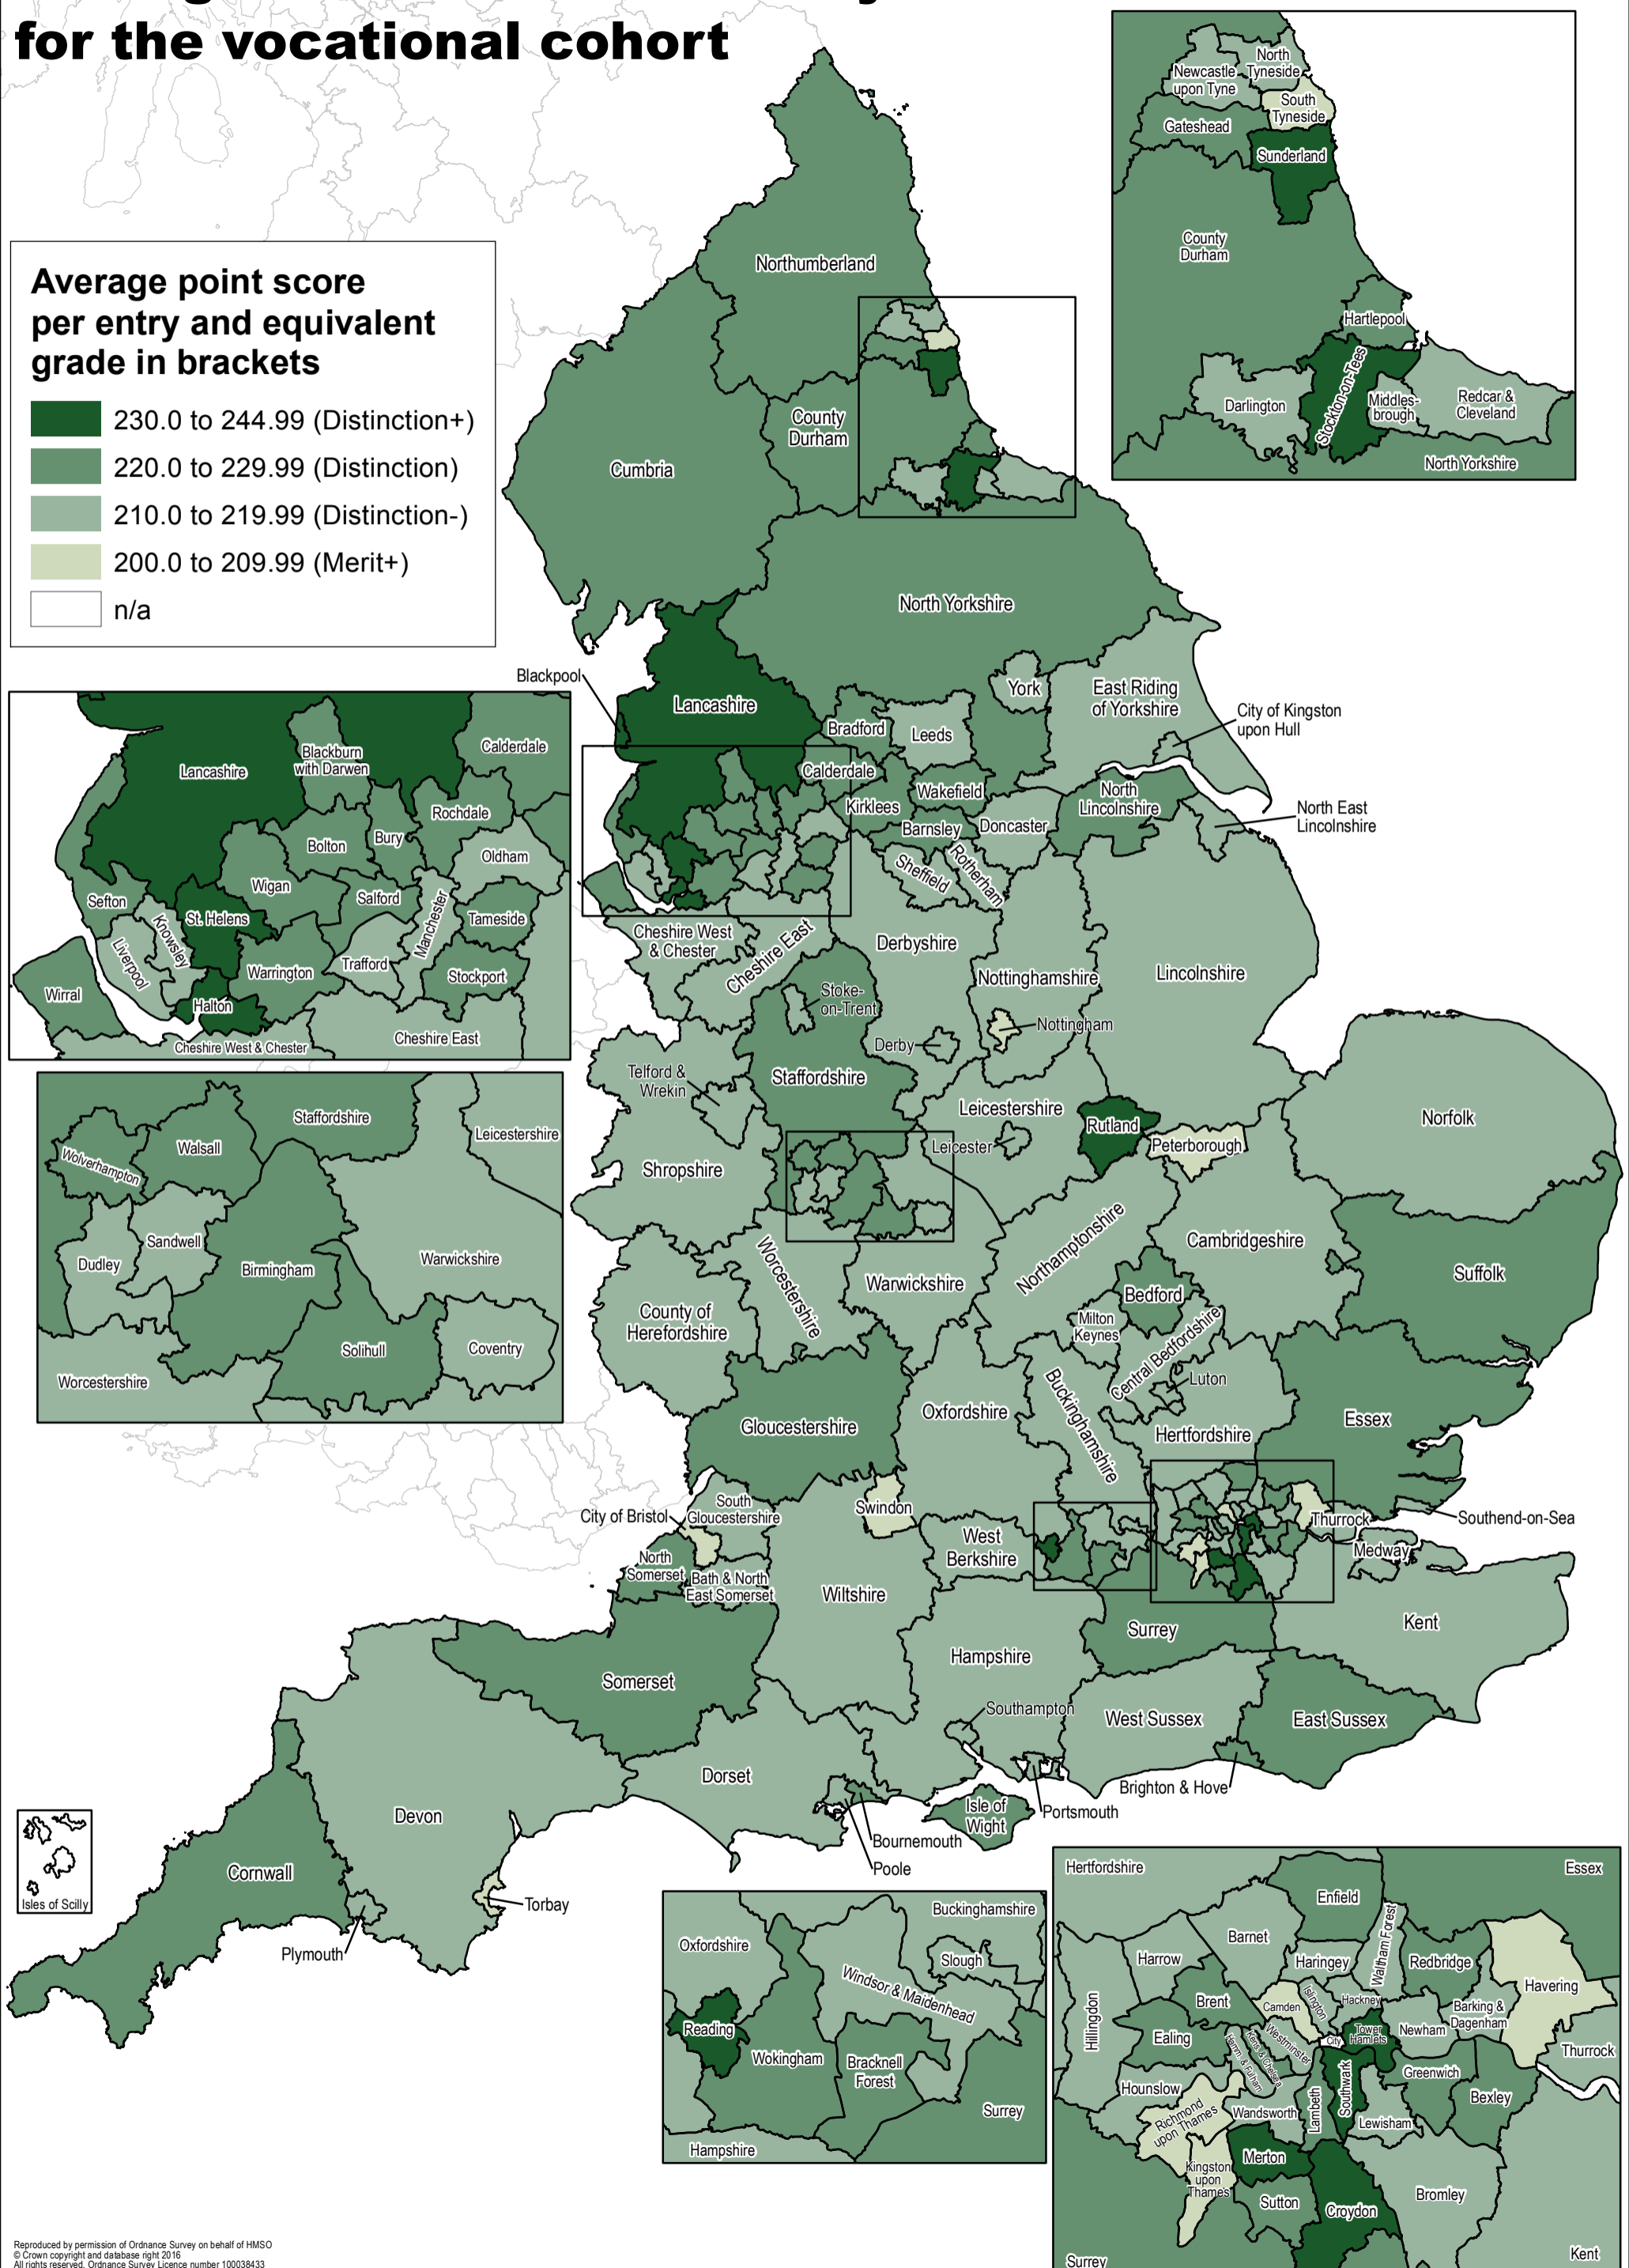 for the vocational cohort
Average point score
per entry and equivalent
grade in brackets
230.0 to 244.99 (Distinction+)
220.0 to 229.99 (Distinction)
210.0 to 219.99 (Distinction-)
200.0 to 209.99 (Merit+)
n/a
Newcastle
upon Tyne
North
Tyneside
South
Tyneside
Gateshead
Sunderland
County
Durham
Hartlepool
Stockton-on-Tees
Darlington
Middles-
brough
Redcar &
Cleveland
North Yorkshire
Northumberland
Cumbria
County
Durham
North Yorkshire
Blackpool
Lancashire
Bradford
Leeds
York
East Riding
of Yorkshire
City of Kingston
upon Hull
Calderdale
Kirklees
Wakefield
Barnsley
Doncaster
North
Lincolnshire
North East
Lincolnshire
Sheffield
Rotherham
Cheshire West
& Chester
Cheshire East
Derbyshire
Nottinghamshire
Lincolnshire
Stoke-
on-Trent
Nottingham
Derby
Staffordshire
Telford &
Wrekin
Shropshire
Leicestershire
Leicester
Rutland
Peterborough
Norfolk
Cambridgeshire
Suffolk
Northamptonshire
Warwickshire
Worcestershire
County of
Herefordshire
Bedford
Milton
Keynes
Central Bedfordshire
Luton
Buckinghamshire
Hertfordshire
Essex
Oxfordshire
Gloucestershire
South
Gloucestershire
City of Bristol
Swindon
North
Somerset
Bath & North
East Somerset
Wiltshire
West
Berkshire
Thurrock
Southend-on-Sea
Medway
Kent
Surrey
Hampshire
Somerset
Southampton
West Sussex
East Sussex
Brighton & Hove
Portsmouth
Isle of
Wight
Bournemouth
Poole
Dorset
Devon
Torbay
Plymouth
Cornwall
Isles of Scilly
Lancashire
Blackburn
with Darwen
Calderdale
Rochdale
Bolton
Bury
Oldham
Wigan
Sefton
Salford
Manchester
Tameside
St. Helens
Knowsley
Liverpool
Warrington
Trafford
Stockport
Wirral
Halton
Cheshire West & Chester
Cheshire East
Staffordshire
Leicestershire
Walsall
Wolverhampton
Sandwell
Dudley
Birmingham
Warwickshire
Solihull
Coventry
Worcestershire
Oxfordshire
Buckinghamshire
Slough
Windsor & Maidenhead
Reading
Wokingham
Bracknell
Forest
Surrey
Hampshire
Hertfordshire
Essex
Enfield
Barnet
Harrow
Haringey
Waltham Forest
Redbridge
Havering
Hillingdon
Brent
Camden
Islington
Hackney
Barking &
Dagenham
Ealing
Westminster
Kens & Chelsea
Hamm. & Fulham
City
Tower
Hamlets
Newham
Thurrock
Hounslow
Greenwich
Bexley
Richmond
upon Thames
Wandsworth
Lambeth
Southwark
Lewisham
Kingston
upon
Thames
Merton
Sutton
Croydon
Bromley
Surrey
Kent
Reproduced by permission of Ordnance Survey on behalf of HMSO
© Crown copyright and database right 2016
All rights reserved. Ordnance Survey Licence number 100038433